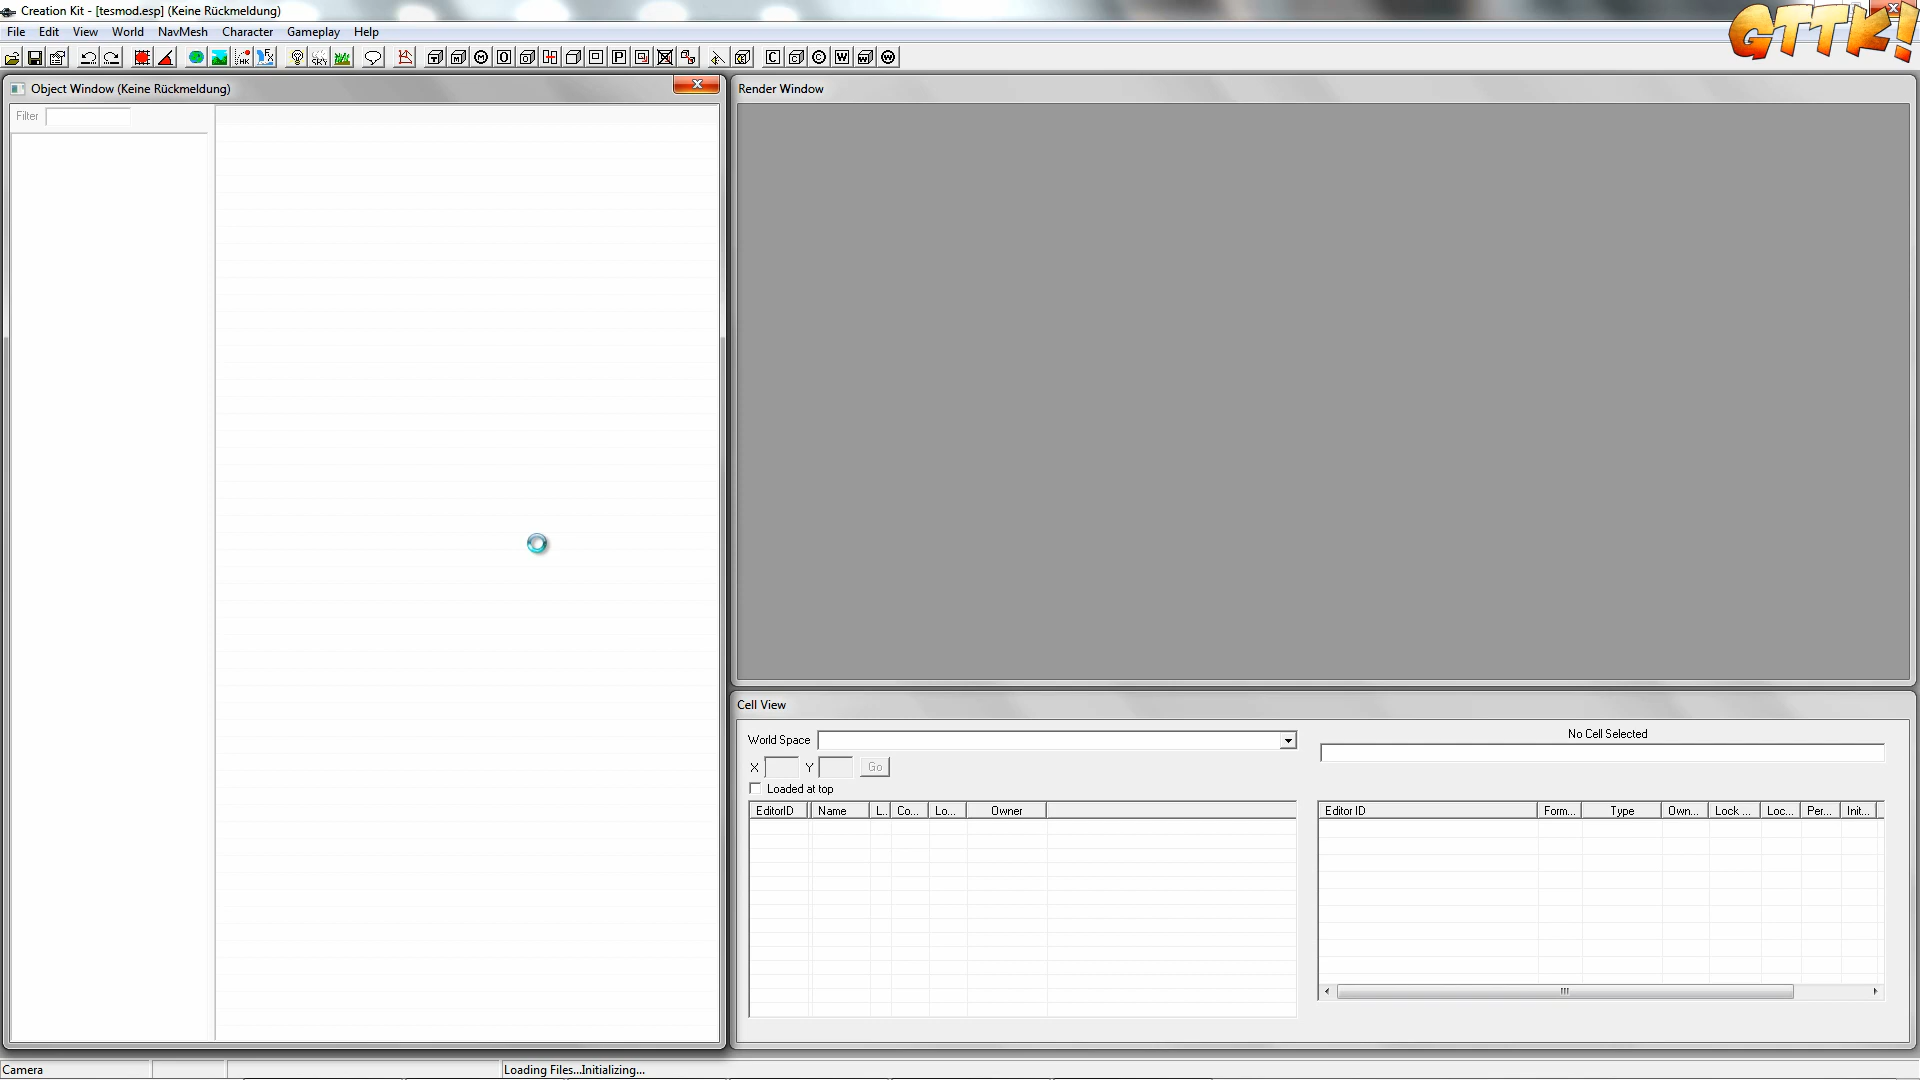 Creation Kit - [tesmod.esp] (Keine Rückmeldung)
GTTK!
File Edit View World NavMesh Character Gameplay Help
Object Window (Keine Rückmeldung)
Render Window
Filter
Cell View
World Space
No Cell Selected
X Y Go
Loaded at top
EditorID Name L.. Co... Lo... Owner
Editor ID Form... Type Own... Lock ... Loc... Per... Init...
Camera
Loading Files...Initializing...